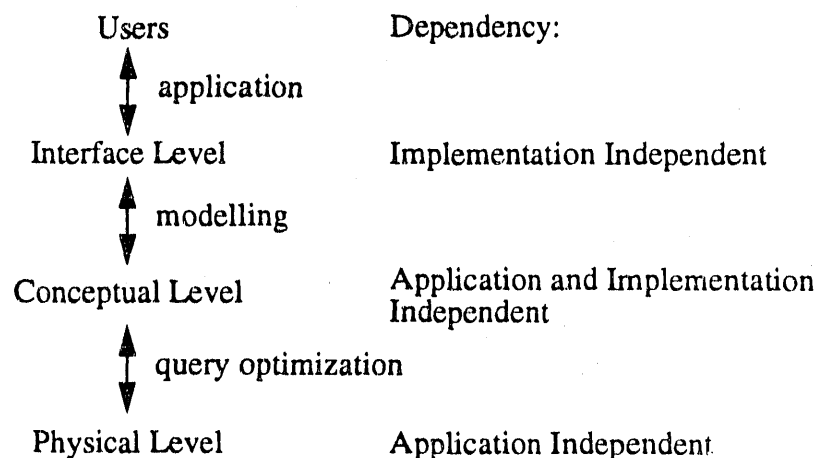 Users Dependency:
application
Interface Level Implementation Independent
modelling
Conceptual Level Application and Implementation
Independent
query optimization
Physical Level Application Independent